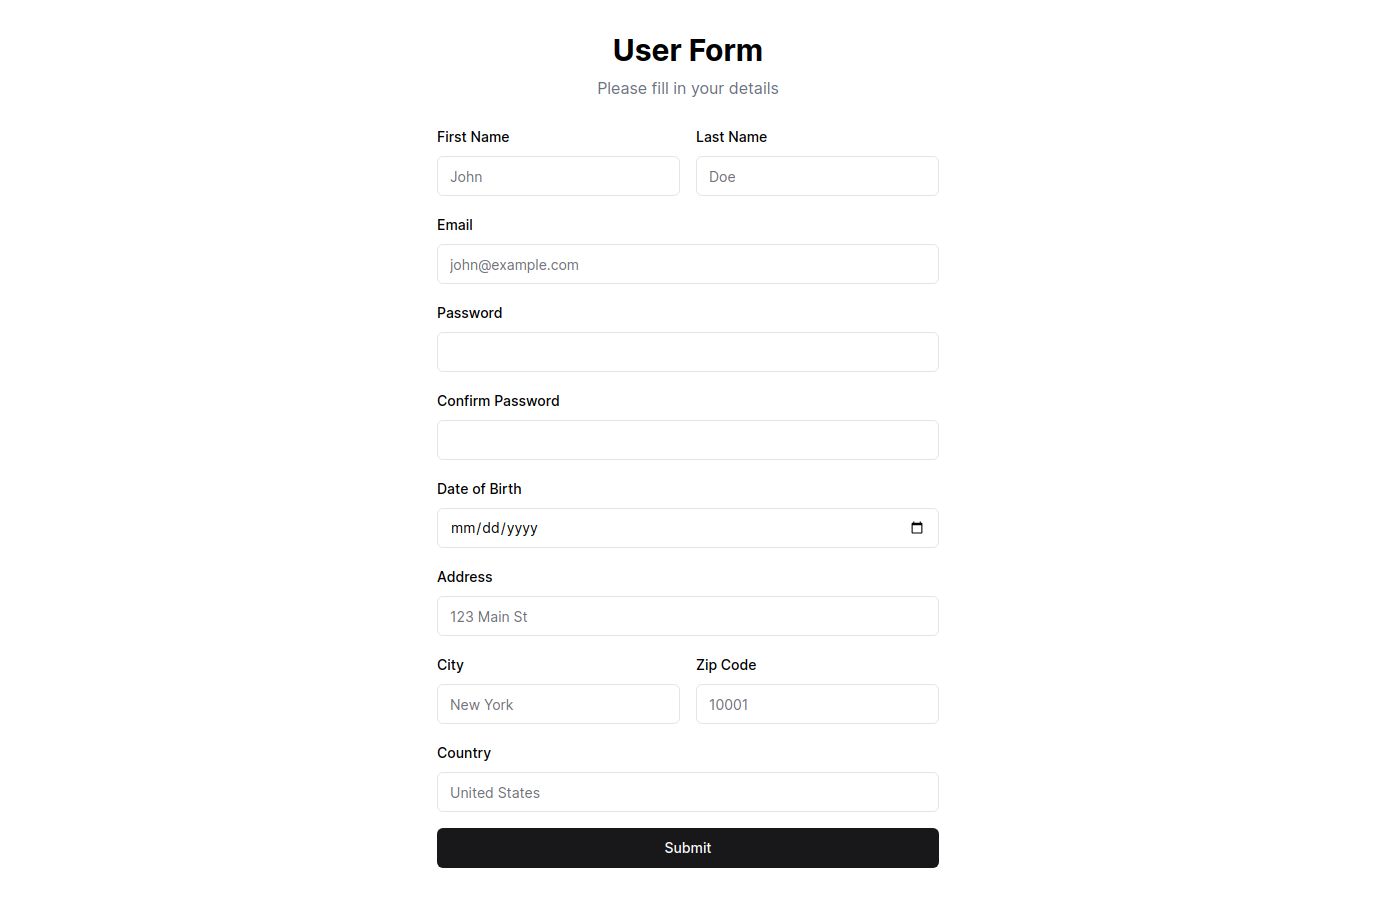 User Form
Please fill in your details
First Name
Last Name
John
Doe
Email
john@example.com
Password
Confirm Password
Date of Birth
mm/dd/yyyy
Address
123 Main St
City
Zip Code
New York
10001
Country
United States
Submit